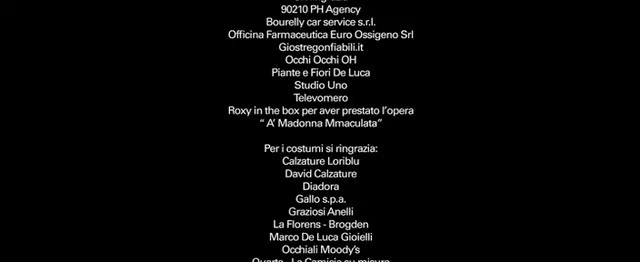 90210 PH Agency
Bourelly car service s.r.l.
Officina Farmaceutica Euro Ossigeno Srl
Giostregonfiabili.it
Occhi Occhi OH
Piante e Fiori De Luca
Studio Uno
Televomero
Roxy in the box per aver prestato l’opera
“ A’ Madonna Mmaculata”
Per i costumi si ringrazia:
Calzature Loriblu
David Calzature
Diadora
Gallo s.p.a.
Graziosi Anelli
La Florens - Brogden
Marco De Luca Gioielli
Occhiali Moody’s